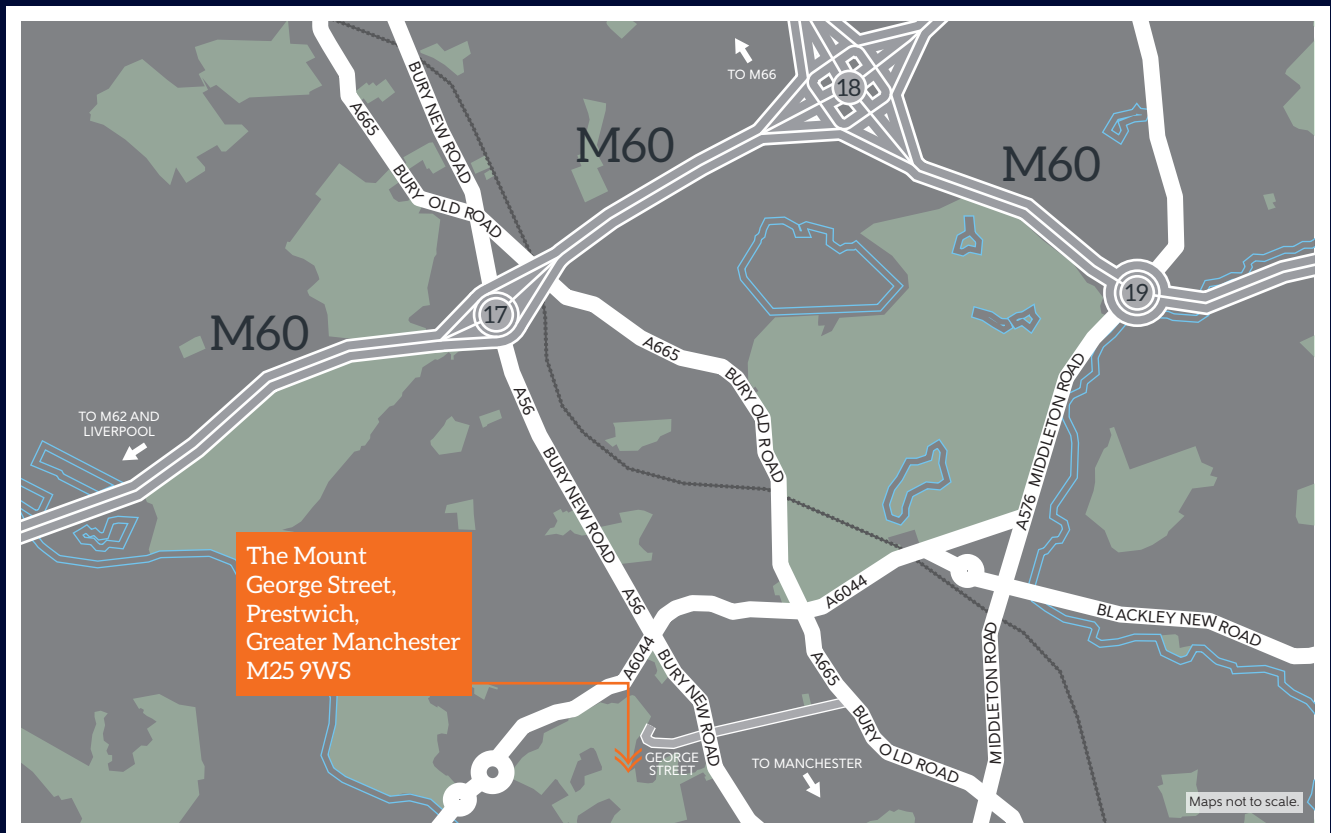 TO M66
18
BURY NEW ROAD
A665
M60
M60
BURY OLD ROAD
19
17
M60
A665
BURY OLD ROAD
A56
MIDDLETON ROAD
TO M62 AND
LIVERPOOL
BURY NEW ROAD
A576
The Mount
George Street,
Prestwich,
Greater Manchester
M25 9WS
A56
A6044
BLACKLEY NEW ROAD
A6044
BURY NEW ROAD
A665
MIDDLETON ROAD
BURY OLD ROAD
GEORGE
STREET
TO MANCHESTER
Maps not to scale.